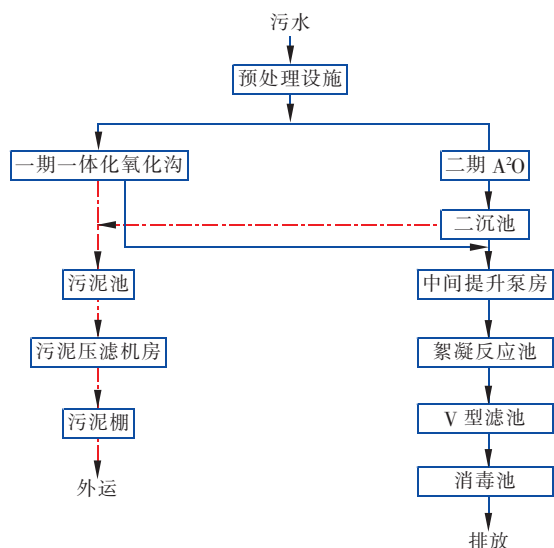 污水
预处理设施
一期一体化氧化沟
二期 A²O
二沉池
污泥池
中间提升泵房
污泥压滤机房
絮凝反应池
污泥棚
V 型滤池
外运
消毒池
排放